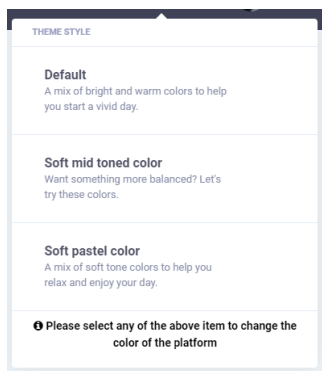 THEME STYLE
Default
A mix of bright and warm colors to help
you start a vivid day.
Soft mid toned color
Want something more balanced? Let's
try these colors.
Soft pastel color
A mix of soft tone colors to help you
relax and enjoy your day.
Please select any of the above item to change the
color of the platform